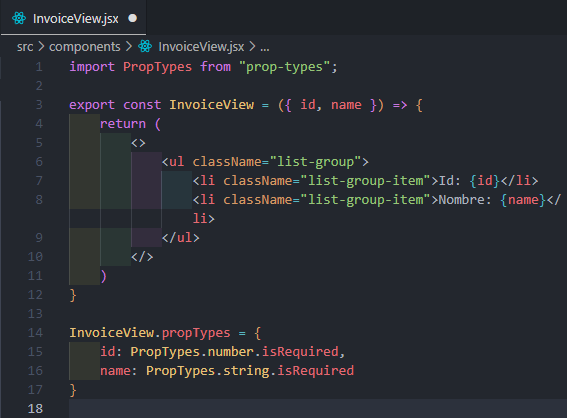 InvoiceView.jsx
src > components > InvoiceView.jsx > ...
1 import PropTypes from "prop-types";
2
3 export const InvoiceView = ({ id, name }) => {
4     return (
5         <>
6             <ul className="list-group">
7                 <li className="list-group-item">Id: {id}</li>
8                 <li className="list-group-item">Nombre: {name}</
                li>
9             </ul>
10         </>
11     )
12 }
13
14 InvoiceView.propTypes = {
15     id: PropTypes.number.isRequired,
16     name: PropTypes.string.isRequired
17 }
18